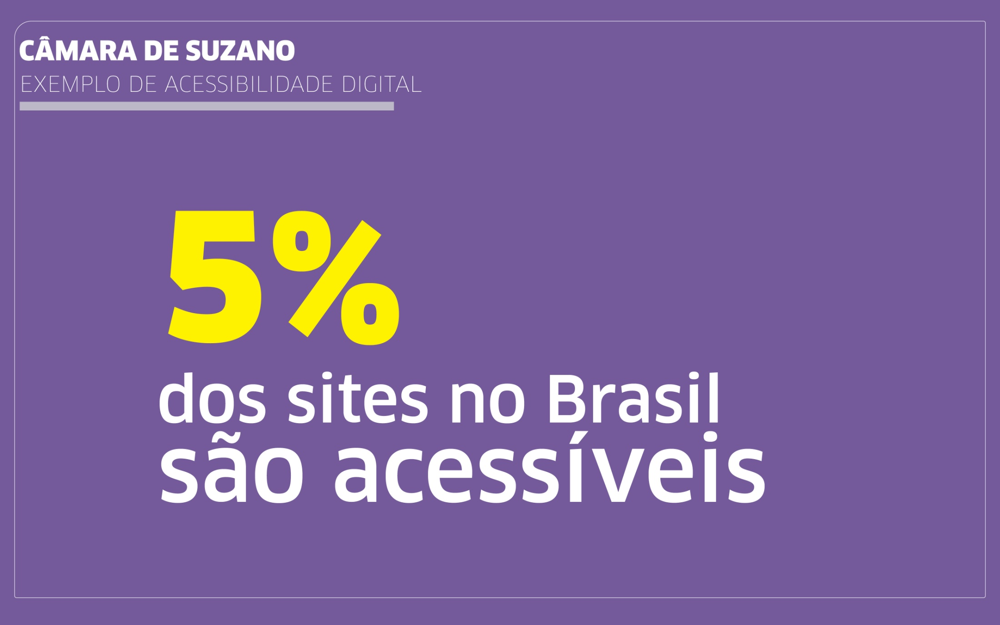 CÂMARA DE SUZANO
EXEMPLO DE ACESSIBILIDADE DIGITAL
5%
dos sites no Brasil
são acessíveis